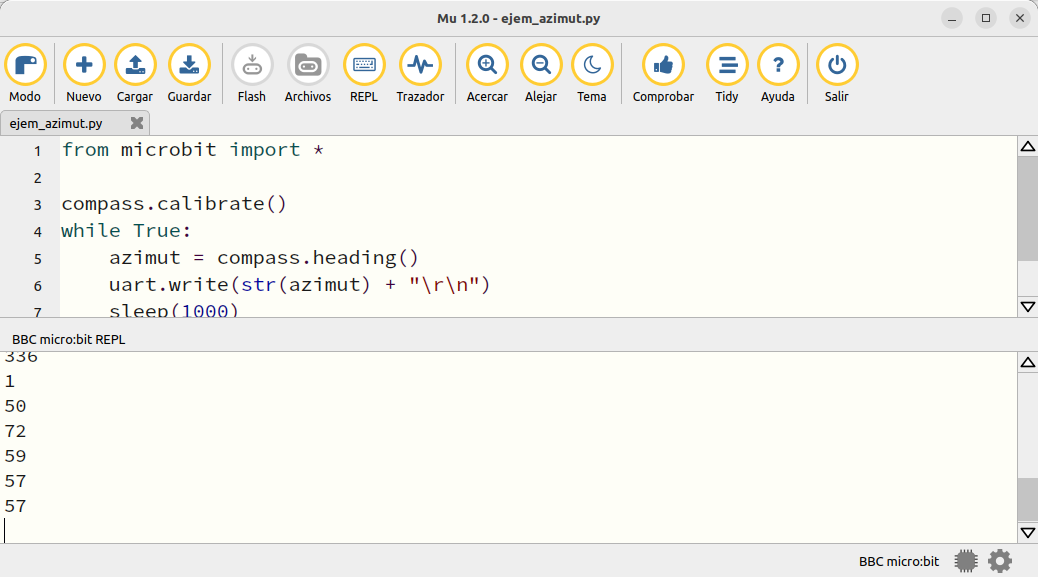 Mu 1.2.0 - ejem_azimut.py
Modo Nuevo Cargar Guardar Flash Archivos REPL Trazador Acercar Alejar Tema Comprobar Tidy Ayuda Salir
ejem_azimut.py
1 from microbit import *
2
3 compass.calibrate()
4 while True:
5     azimut = compass.heading()
6     uart.write(str(azimut) + "\r\n")
7     sleep(1000)
BBC micro:bit REPL
336
1
50
72
59
57
57
BBC micro:bit